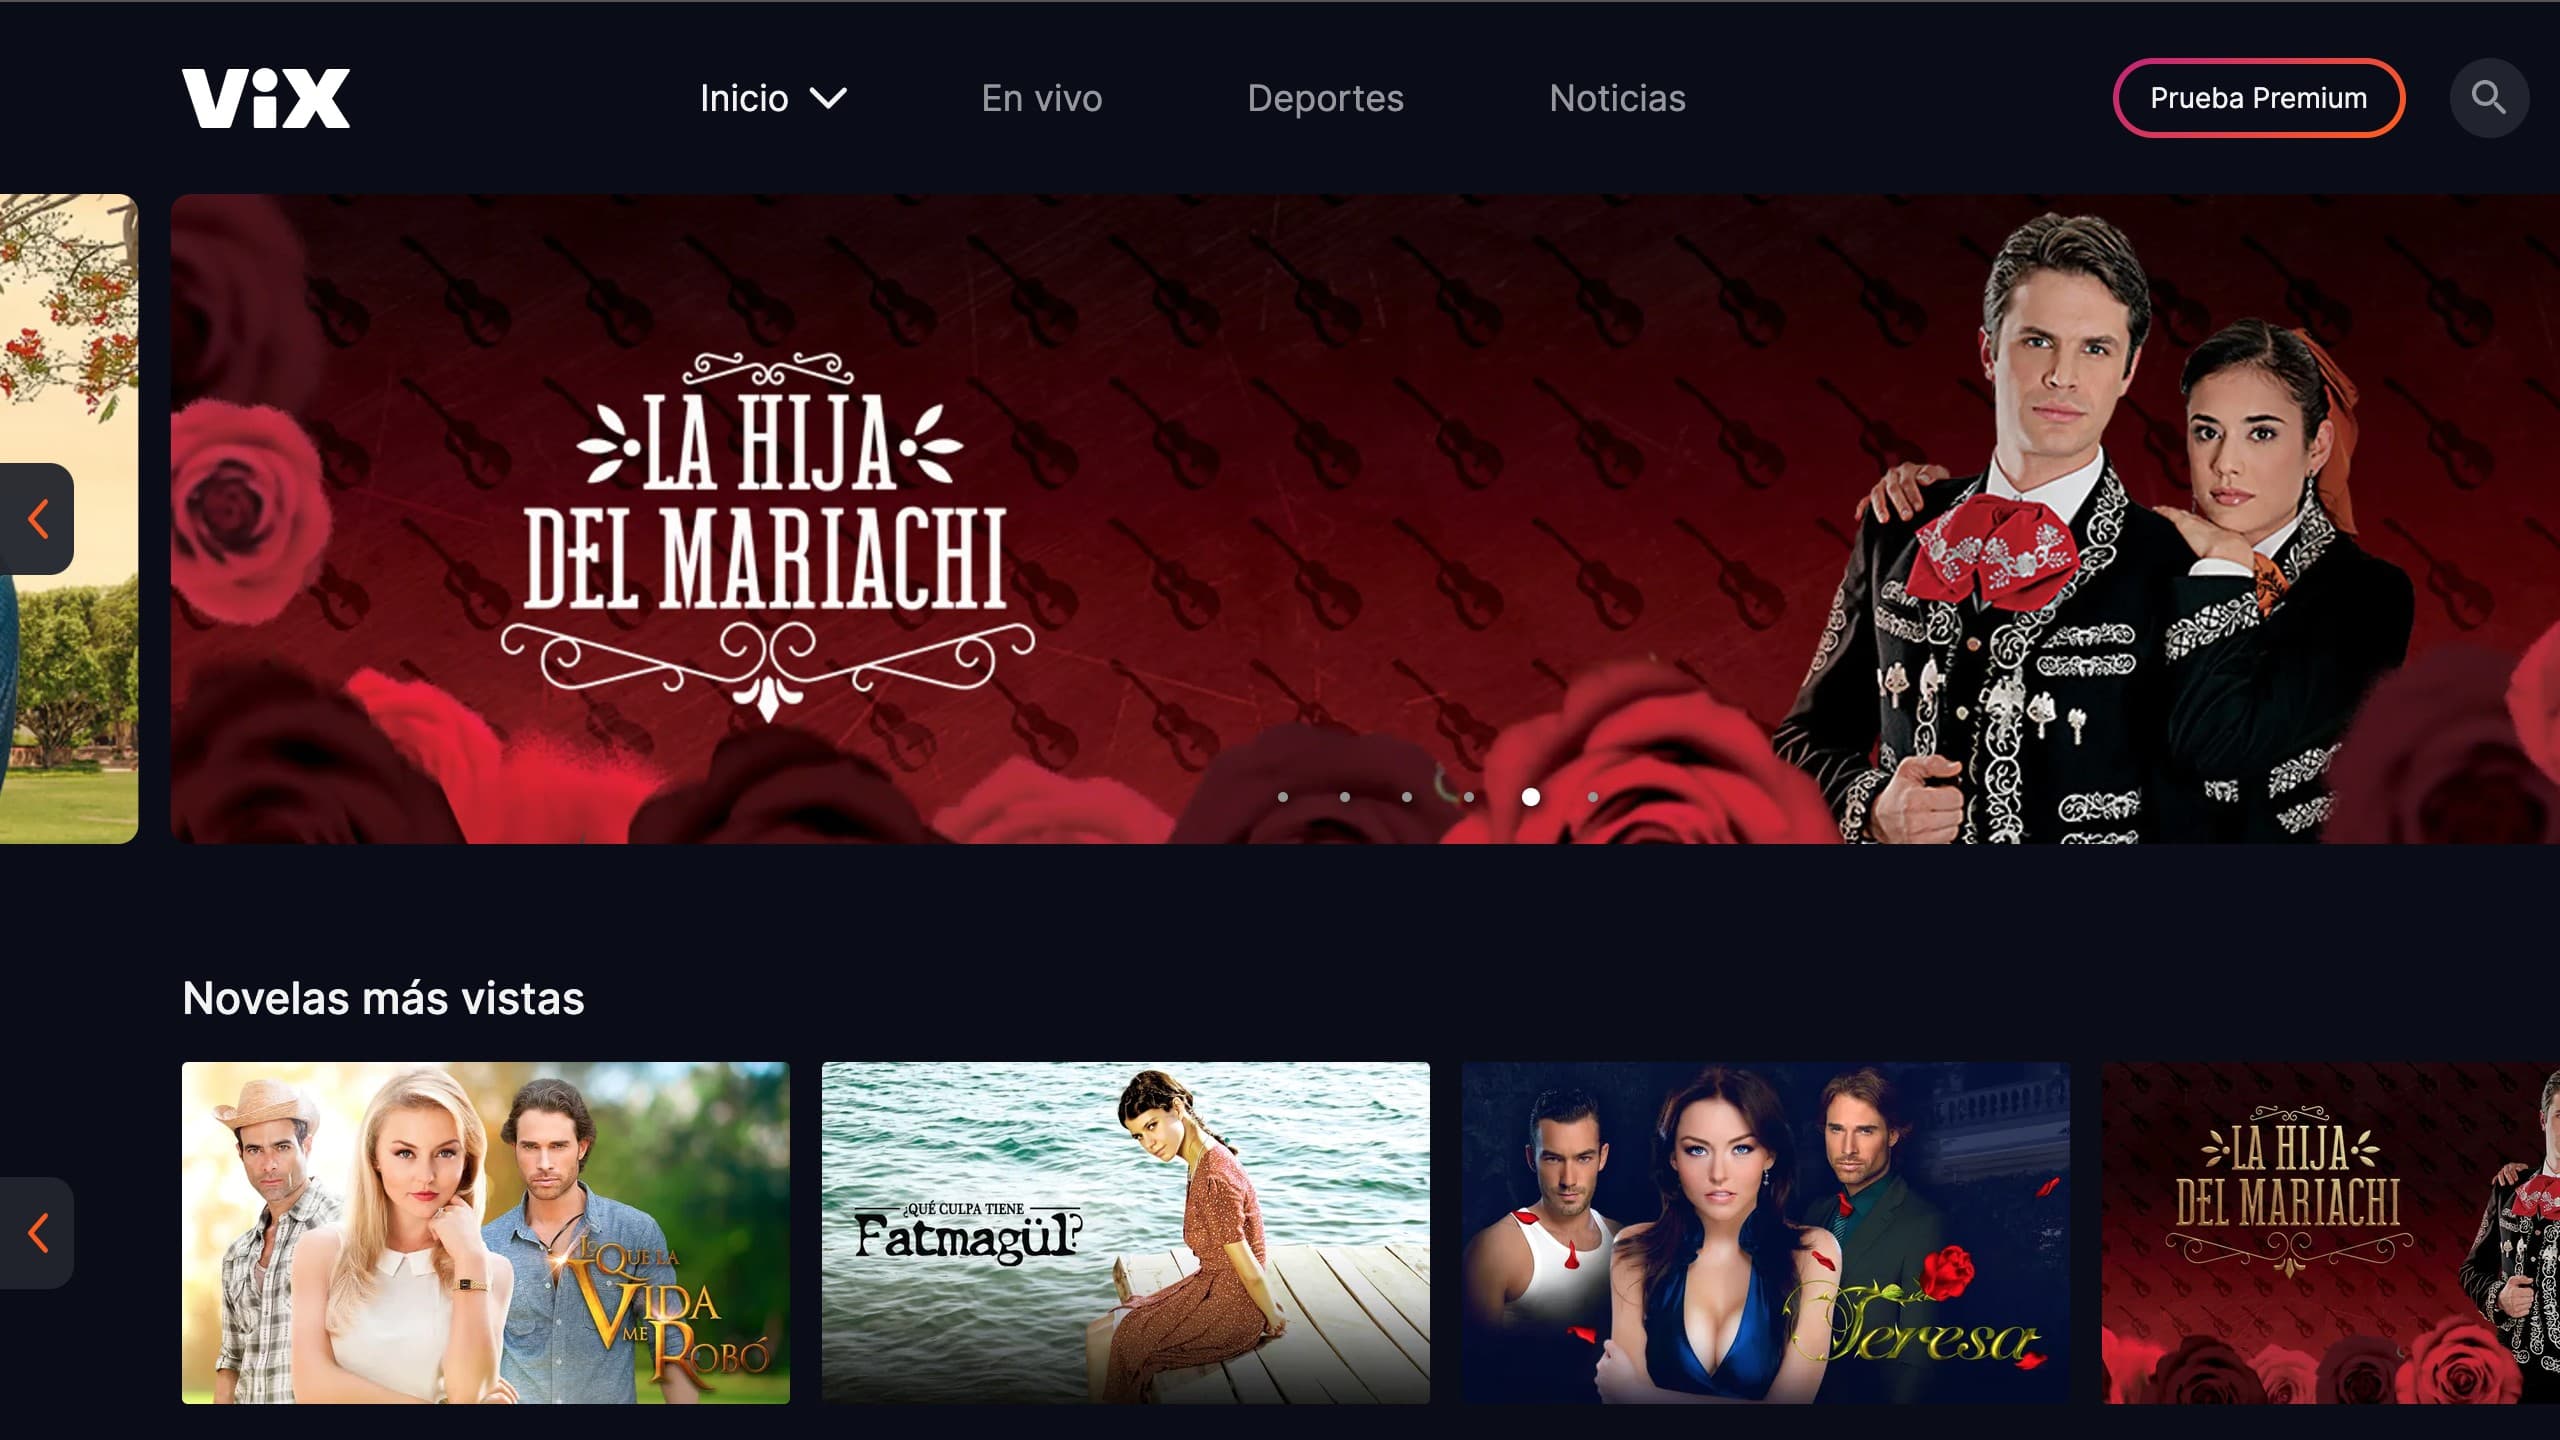 ViX
Inicio
En vivo
Deportes
Noticias
Prueba Premium
LA HIJA
DEL MARIACHI
Novelas más vistas
LO QUE LA
VIDA
ME ROBÓ
¿QUÉ CULPA TIENE
Fatmagül?
Teresa
LA HIJA
DEL MARIACHI